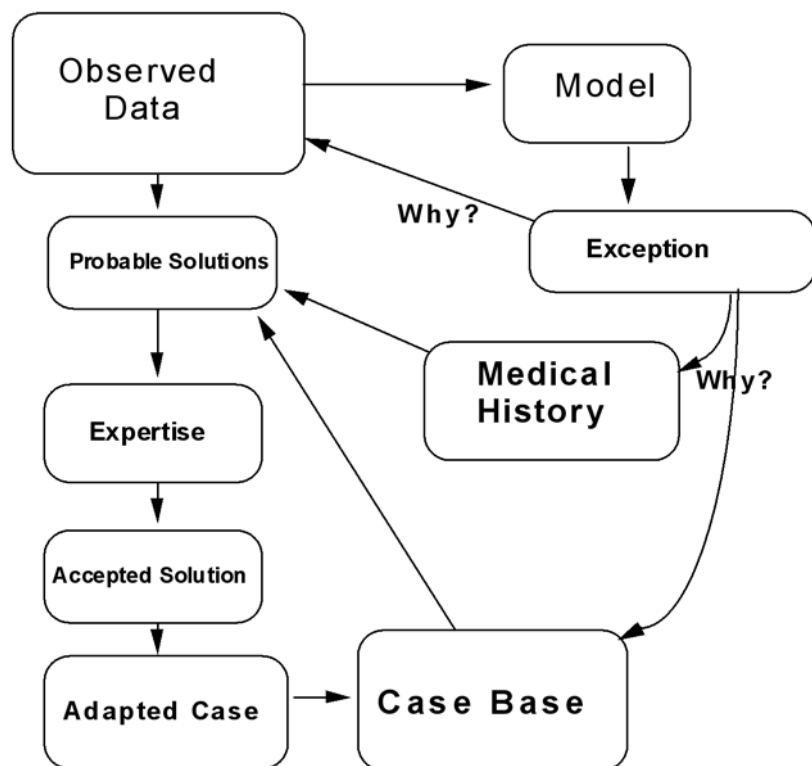 Observed
Data
Model
Why?
Exception
Probable Solutions
Medical
History
Why?
Expertise
Accepted Solution
Adapted Case
Case Base